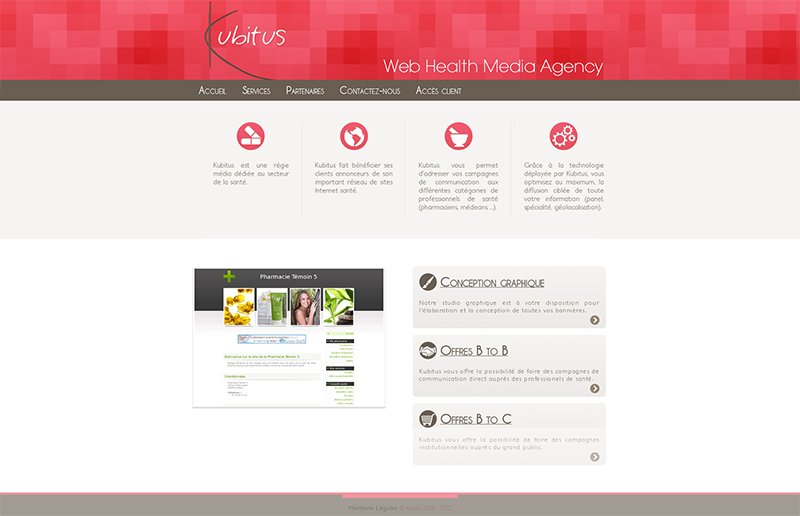 Kubitus
Web Health Media Agency
Accueil Services Partenaires Contactez-nous Accès client
Kubitus est une régie
média dédiée au secteur
de la santé.
Kubitus fait bénéficier ses
clients annonceurs de son
important réseau de sites
Internet santé.
Kubitus vous permet
d'adresser vos campagnes
de communication aux
différentes catégories de
professionnels de santé
(pharmaciens, médecins ...).
Grâce à la technologie
déployée par Kubitus, vous
optimisez au maximum, la
diffusion ciblée de toute
votre information (panel,
spécialité, géolocalisation).
Pharmacie Témoin 5
Bienvenue sur le site de la Pharmacie Témoin 5
Coordonnées
Conception graphique
Notre studio graphique est à votre disposition pour
l'élaboration et la conception de toutes vos bannières.
Offres B to B
Kubitus vous offre la possibilité de faire des campagnes de
communication direct auprès des professionels de santé.
Offres B to C
Kubitus vous offre la possibilité de faire des campagnes
institutionnelles auprès du grand public.
Mentions Légales